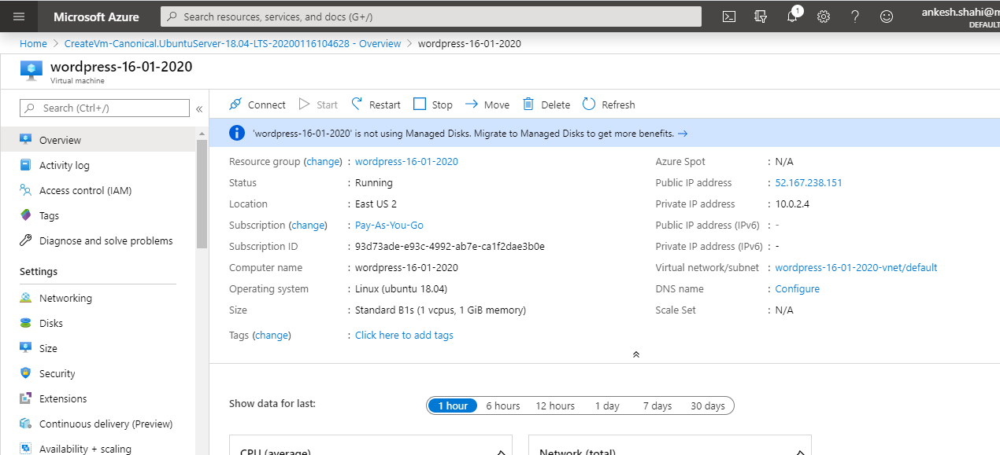 Microsoft Azure
Search resources, services, and docs (G+/)
1
ankesh.shahi@m
DEFAULT
Home > CreateVm-Canonical.UbuntuServer-18.04-LTS-20200116104628 - Overview > wordpress-16-01-2020
wordpress-16-01-2020
Virtual machine
Search (Ctrl+/)
«
Overview
Activity log
Access control (IAM)
Tags
Diagnose and solve problems
Settings
Networking
Disks
Size
Security
Extensions
Continuous delivery (Preview)
Availability + scaling
Connect Start Restart Stop Move Delete Refresh
'wordpress-16-01-2020' is not using Managed Disks. Migrate to Managed Disks to get more benefits. →
Resource group (change) : wordpress-16-01-2020
Status : Running
Location : East US 2
Subscription (change) : Pay-As-You-Go
Subscription ID : 93d73ade-e93c-4992-ab7e-ca1f2dae3b0e
Computer name : wordpress-16-01-2020
Operating system : Linux (ubuntu 18.04)
Size : Standard B1s (1 vcpus, 1 GiB memory)
Tags (change) : Click here to add tags
Azure Spot : N/A
Public IP address : 52.167.238.151
Private IP address : 10.0.2.4
Public IP address (IPv6) : -
Private IP address (IPv6) : -
Virtual network/subnet : wordpress-16-01-2020-vnet/default
DNS name : Configure
Scale Set : N/A
Show data for last:
1 hour 6 hours 12 hours 1 day 7 days 30 days
CPU (average)
Network (total)